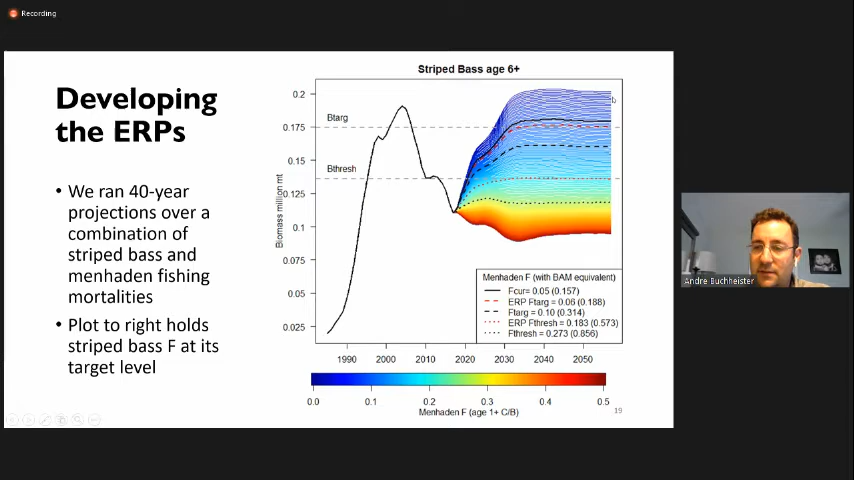 Recording
Developing
the ERPs
• We ran 40-year
projections over a
combination of
striped bass and
menhaden fishing
mortalities
• Plot to right holds
striped bass F at its
target level
Striped Bass age 6+
Biomass million mt
0.2
0.175
0.15
0.125
0.1
0.075
0.05
0.025
Btarg
Bthresh
Menhaden F (with BAM equivalent)
Fcur= 0.05 (0.157)
ERP Ftarg = 0.06 (0.188)
Ftarg = 0.10 (0.314)
ERP Fthresh = 0.183 (0.573)
Fthresh = 0.273 (0.856)
1990 2000 2010 2020 2030 2040 2050
0.0 0.1 0.2 0.3 0.4 0.5
Menhaden F (age 1+ C/B)
19
Andre Buchheister